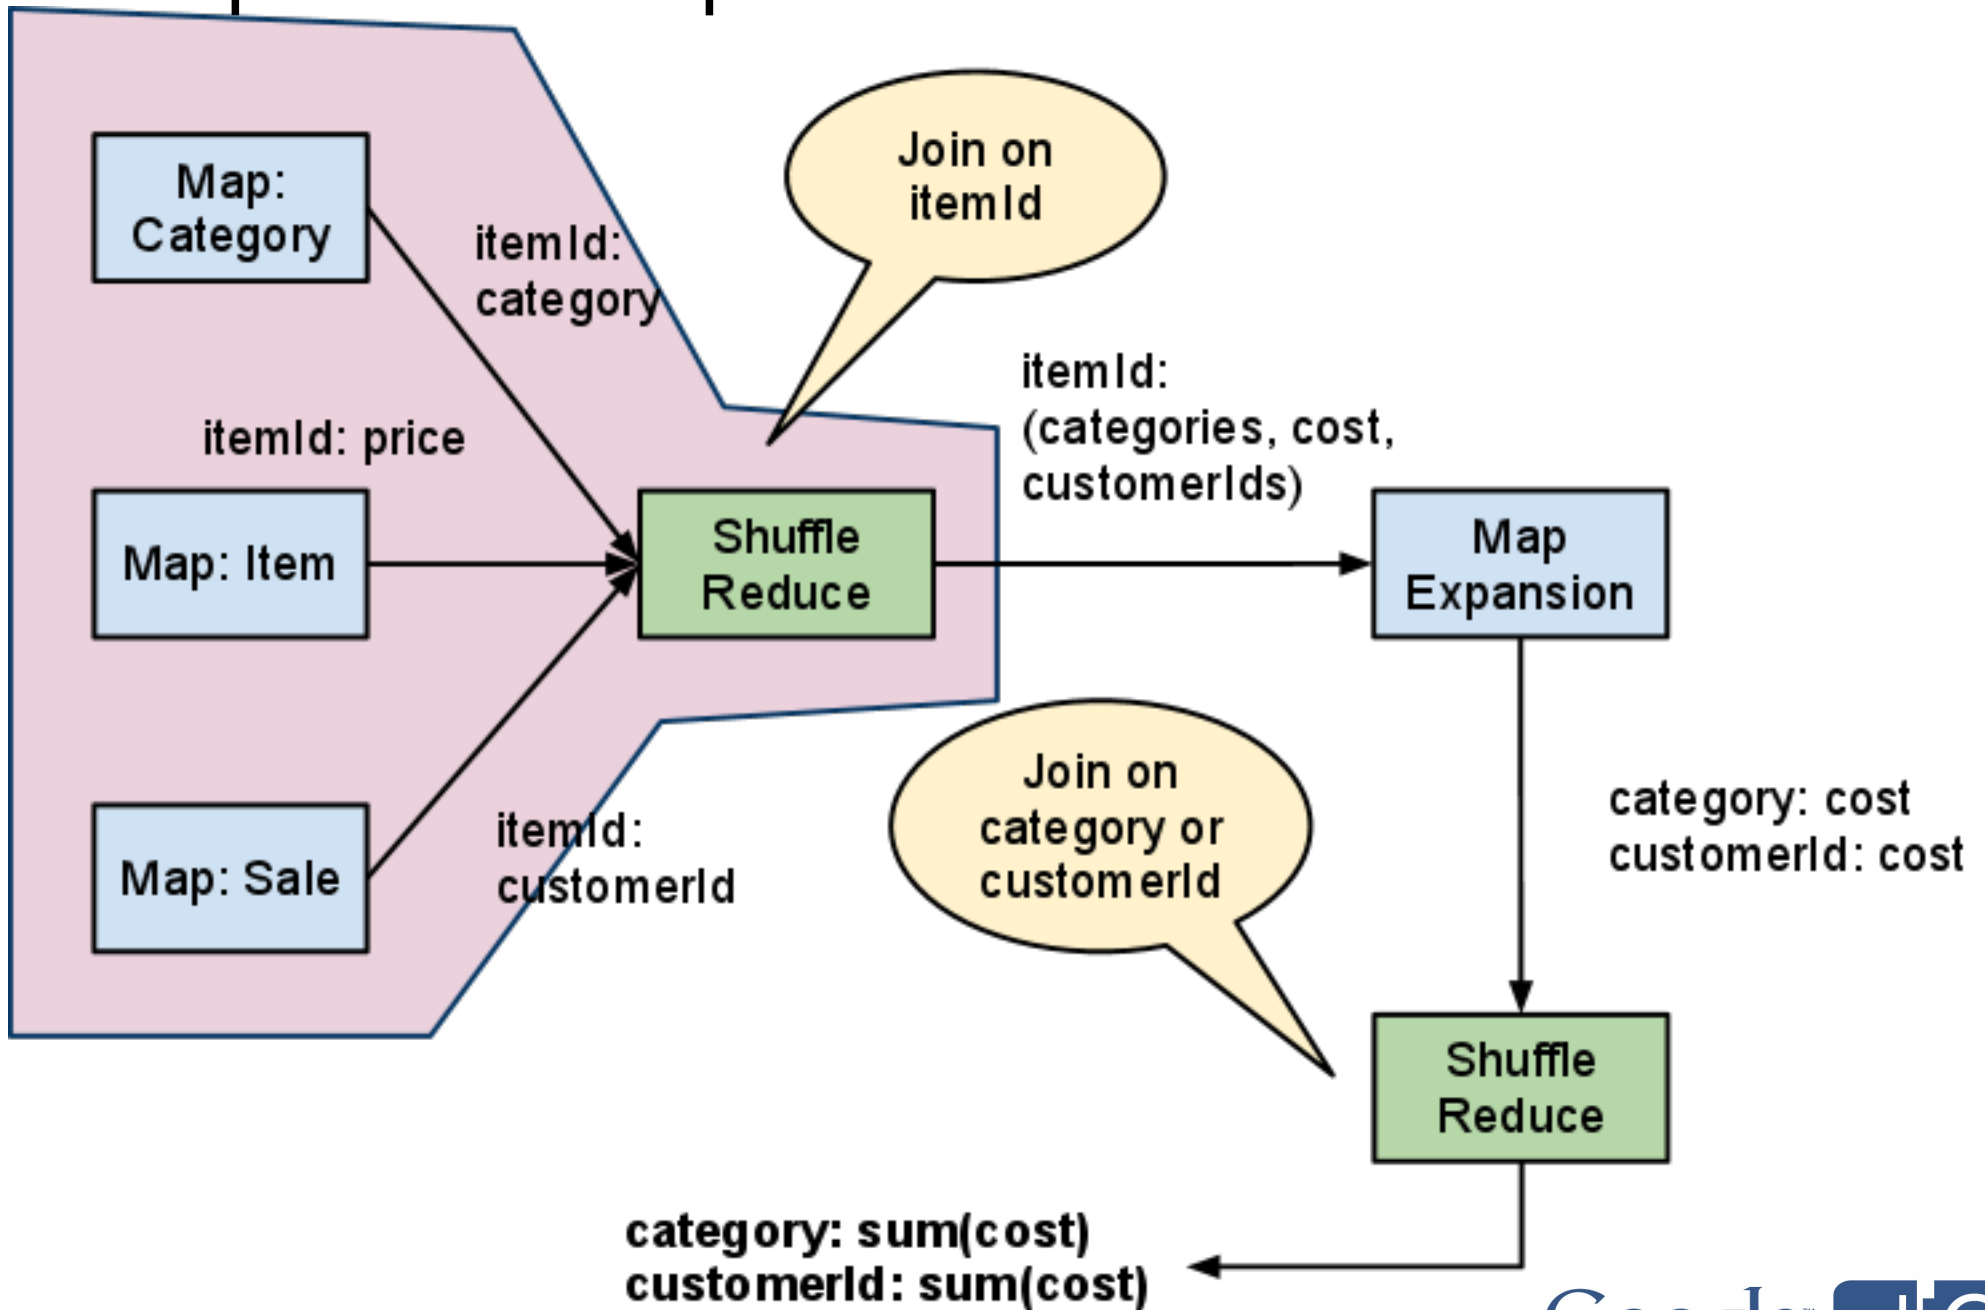 Map:
Category
itemId:
category
Join on
itemId
itemId: price
itemId:
(categories, cost,
customerIds)
Map: Item
Shuffle
Reduce
Map
Expansion
Map: Sale
itemId:
customerId
Join on
category or
customerId
category: cost
customerId: cost
Shuffle
Reduce
category: sum(cost)
customerId: sum(cost)